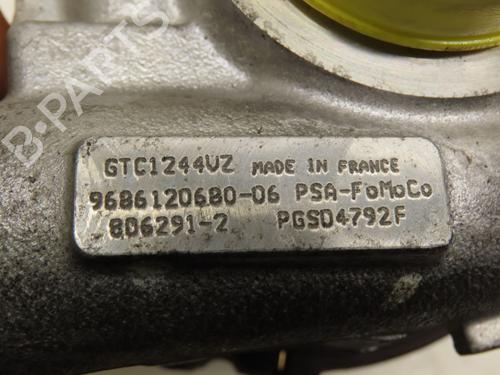 B-PARTS
GTC1244VZ MADE IN FRANCE
9686120680-06 PSA-FoMoCo
806291-2 PGSD4792F